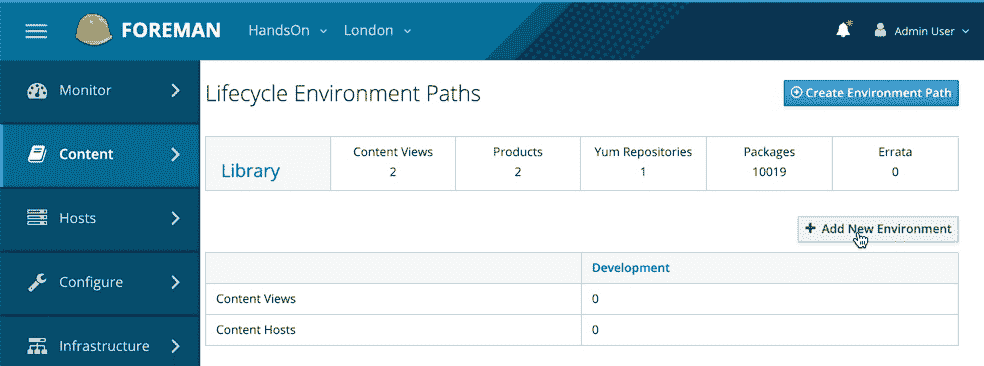 FOREMAN HandsOn London Admin User
Monitor
Content
Hosts
Configure
Infrastructure
Lifecycle Environment Paths
Create Environment Path
Library
Content Views Products Yum Repositories Packages Errata
2 2 1 10019 0
Add New Environment
Development
Content Views 0
Content Hosts 0